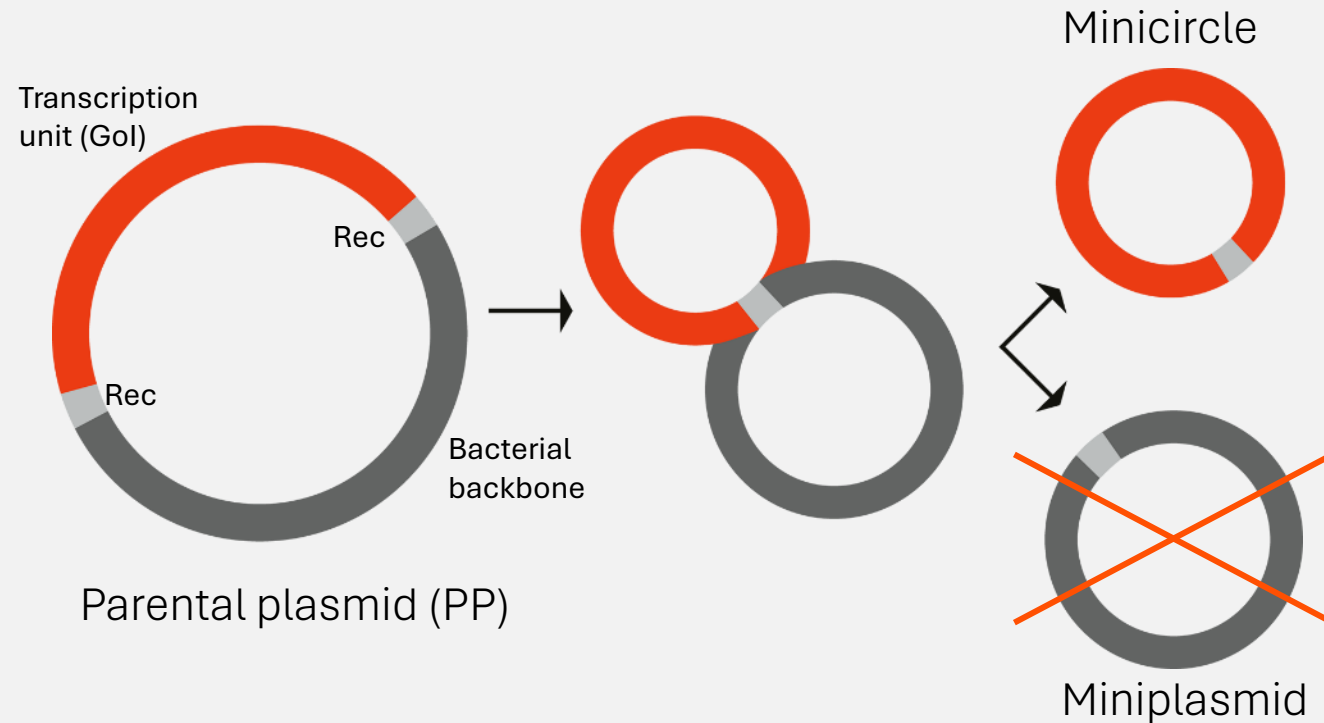 Minicircle
Transcription
unit (GoI)
Rec
Rec
Bacterial
backbone
Parental plasmid (PP)
Miniplasmid